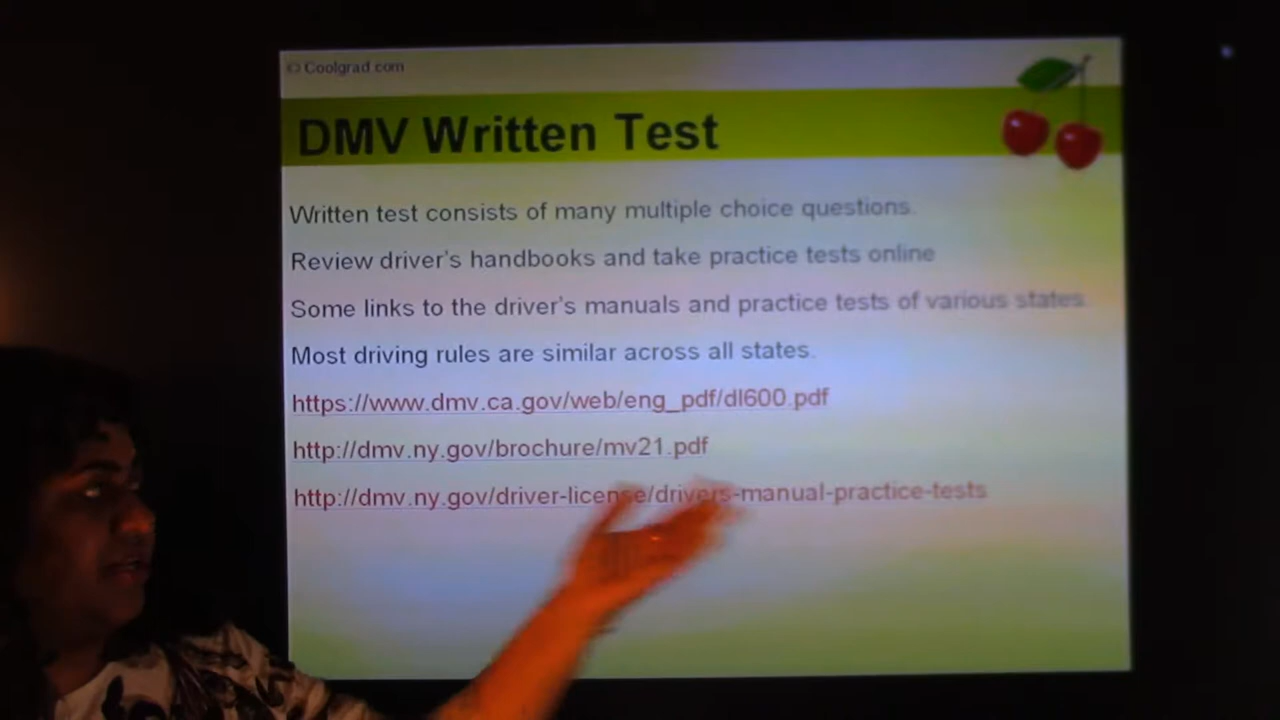 © Coolgrad.com
DMV Written Test
Written test consists of many multiple choice questions.
Review driver's handbooks and take practice tests online
Some links to the driver's manuals and practice tests of various states.
Most driving rules are similar across all states.
https://www.dmv.ca.gov/web/eng_pdf/dl600.pdf
http://dmv.ny.gov/brochure/mv21.pdf
http://dmv.ny.gov/driver-license/drivers-manual-practice-tests